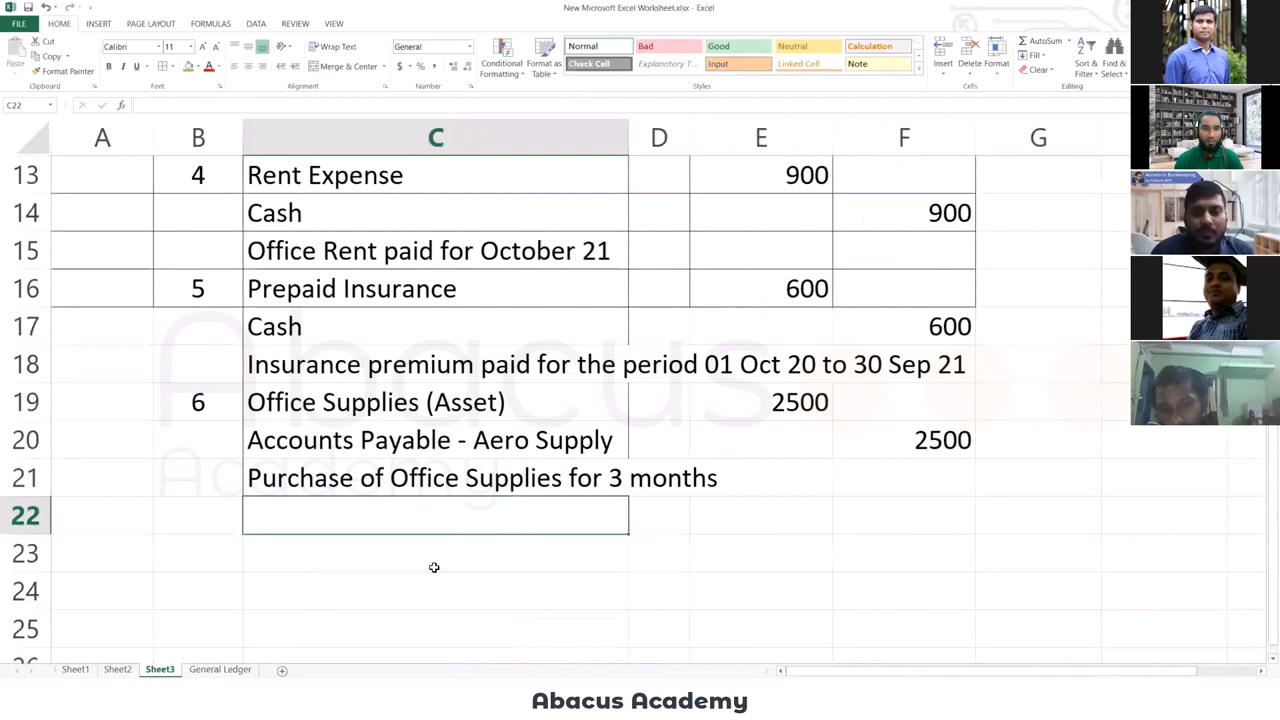 New Microsoft Excel Worksheet.xlsx - Excel
FILE HOME INSERT PAGE LAYOUT FORMULAS DATA REVIEW VIEW
Cut
Copy
Format Painter
Paste
Clipboard
Calibri 11
B I U
Font
Wrap Text
Merge & Center
Alignment
General
$ % ,
Number
Conditional Formatting
Format as Table
Normal Bad Good Neutral Calculation
Check Cell Explanatory T... Input Linked Cell Note
Styles
Insert Delete Format
Cells
AutoSum
Fill
Clear
Sort & Filter
Find & Select
Editing
C22
fx
A B C D E F G
13 4 Rent Expense 900
14 Cash 900
15 Office Rent paid for October 21
16 5 Prepaid Insurance 600
17 Cash 600
18 Insurance premium paid for the period 01 Oct 20 to 30 Sep 21
19 6 Office Supplies (Asset) 2500
20 Accounts Payable - Aero Supply 2500
21 Purchase of Office Supplies for 3 months
22
23
24
25
Abacus
Academy
Sheet1 Sheet2 Sheet3 General Ledger
Abacus Academy